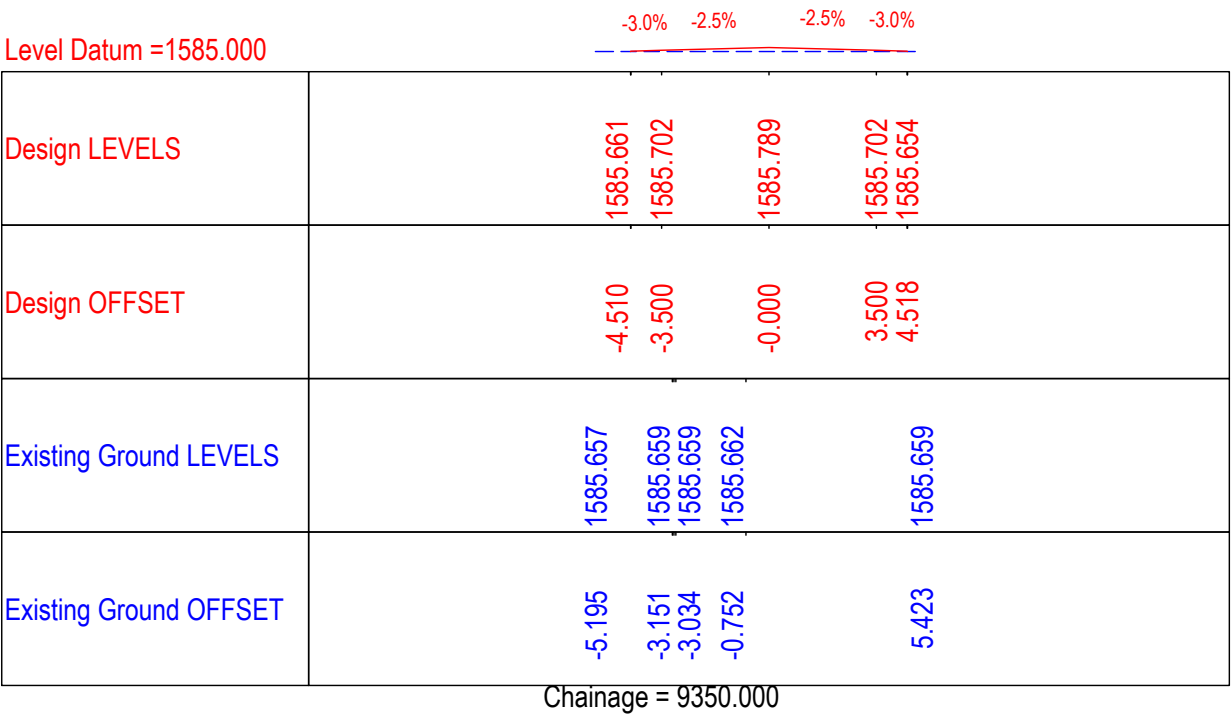 -3.0% -2.5% -2.5% -3.0%
Level Datum =1585.000
Design LEVELS 1585.661 1585.702 1585.789 1585.702 1585.654
Design OFFSET -4.510 -3.500 -0.000 3.500 4.518
Existing Ground LEVELS 1585.657 1585.659 1585.659 1585.662 1585.659
Existing Ground OFFSET -5.195 -3.151 -3.034 -0.752 5.423
Chainage = 9350.000